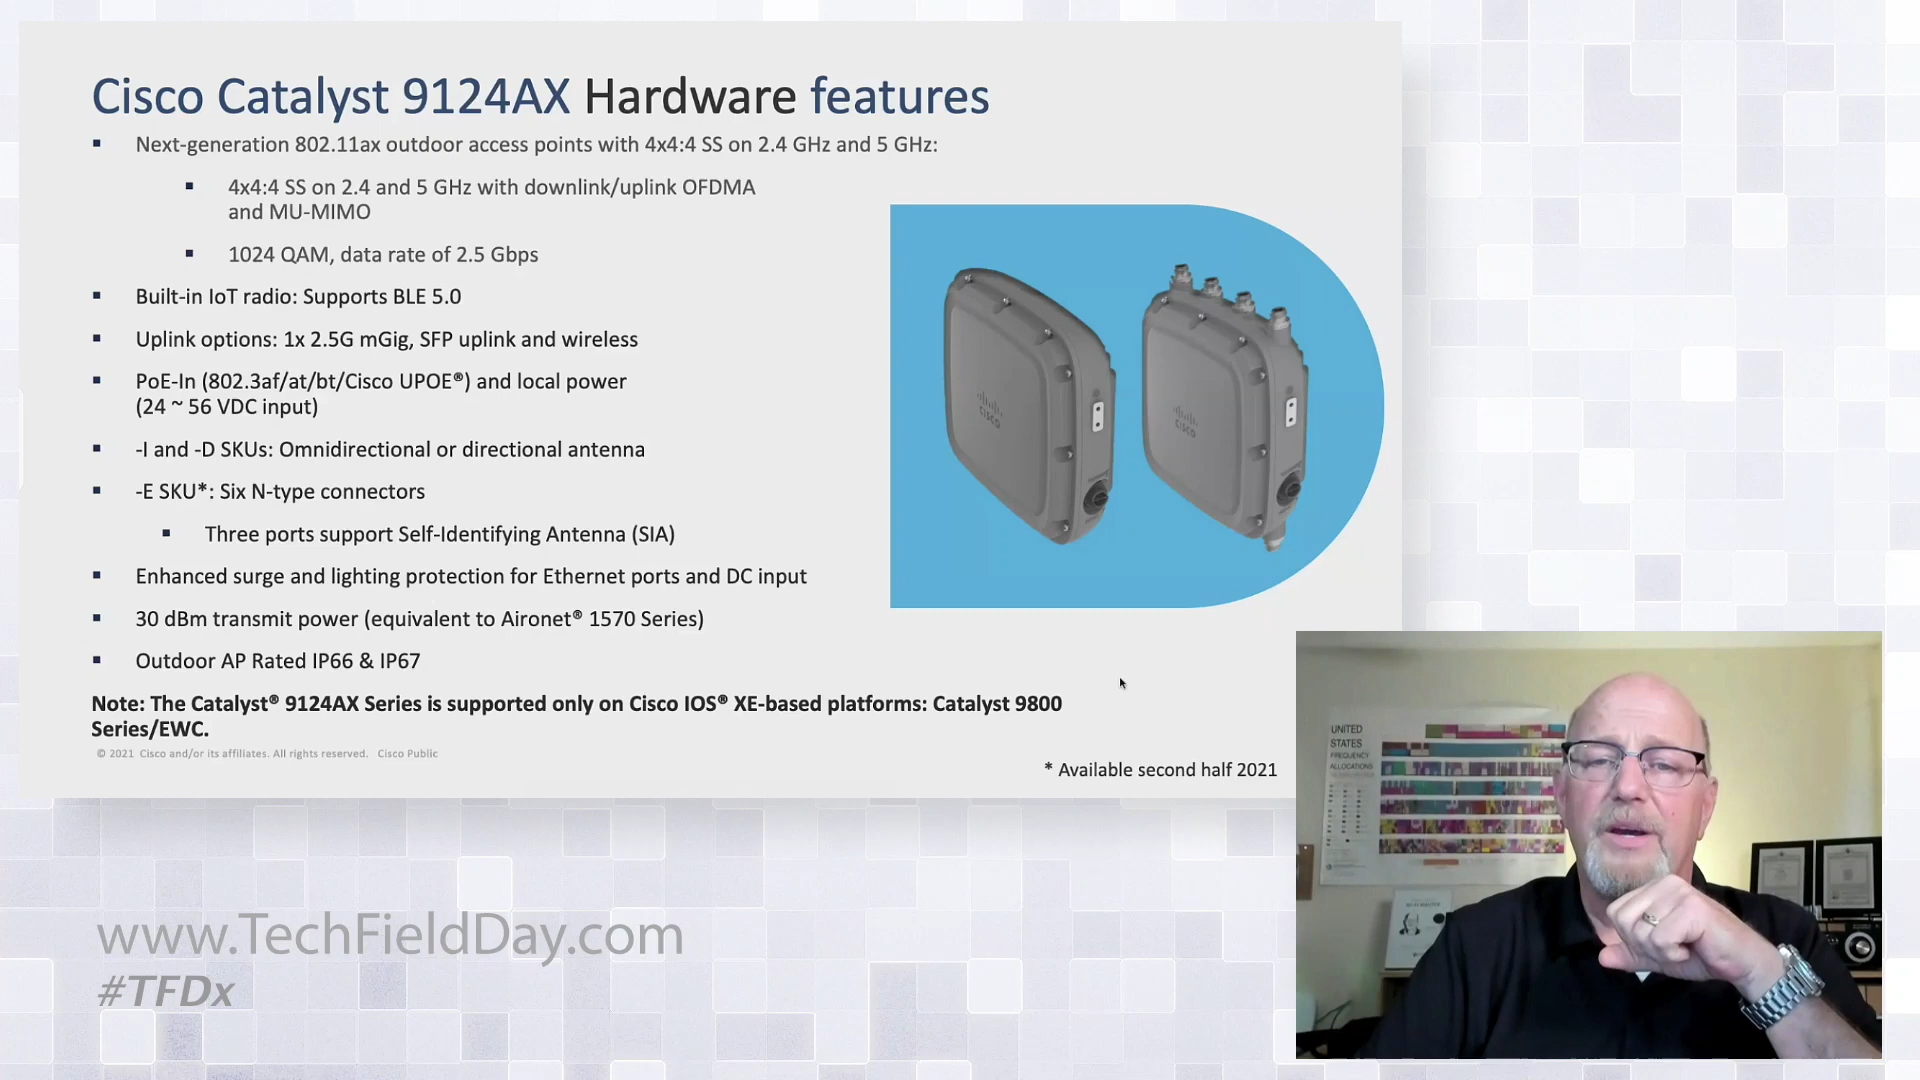 Cisco Catalyst 9124AX Hardware features
▪ Next-generation 802.11ax outdoor access points with 4x4:4 SS on 2.4 GHz and 5 GHz:
▪ 4x4:4 SS on 2.4 and 5 GHz with downlink/uplink OFDMA
and MU-MIMO
▪ 1024 QAM, data rate of 2.5 Gbps
▪ Built-in IoT radio: Supports BLE 5.0
▪ Uplink options: 1x 2.5G mGig, SFP uplink and wireless
▪ PoE-In (802.3af/at/bt/Cisco UPOE®) and local power
(24 ~ 56 VDC input)
▪ -I and -D SKUs: Omnidirectional or directional antenna
▪ -E SKU*: Six N-type connectors
▪ Three ports support Self-Identifying Antenna (SIA)
▪ Enhanced surge and lighting protection for Ethernet ports and DC input
▪ 30 dBm transmit power (equivalent to Aironet® 1570 Series)
▪ Outdoor AP Rated IP66 & IP67
Note: The Catalyst® 9124AX Series is supported only on Cisco IOS® XE-based platforms: Catalyst 9800
Series/EWC.
© 2021 Cisco and/or its affiliates. All rights reserved. Cisco Public
* Available second half 2021
CISCO
CISCO
UNITED
STATES
FREQUENCY
ALLOCATIONS
www.TechFieldDay.com
#TFDx